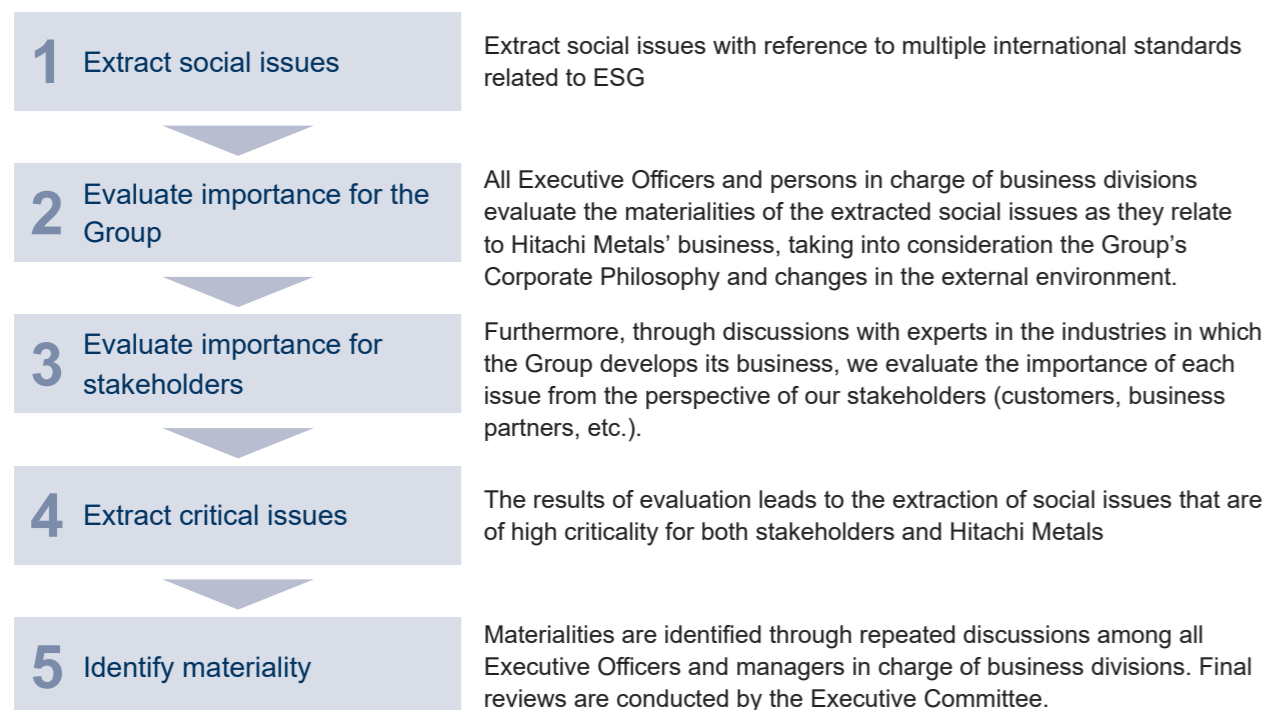 1 Extract social issues
Extract social issues with reference to multiple international standards
related to ESG
2 Evaluate importance for the
Group
All Executive Officers and persons in charge of business divisions
evaluate the materialities of the extracted social issues as they relate
to Hitachi Metals’ business, taking into consideration the Group’s
Corporate Philosophy and changes in the external environment.
3 Evaluate importance for
stakeholders
Furthermore, through discussions with experts in the industries in which
the Group develops its business, we evaluate the importance of each
issue from the perspective of our stakeholders (customers, business
partners, etc.).
4 Extract critical issues
The results of evaluation leads to the extraction of social issues that are
of high criticality for both stakeholders and Hitachi Metals
5 Identify materiality
Materialities are identified through repeated discussions among all
Executive Officers and managers in charge of business divisions. Final
reviews are conducted by the Executive Committee.